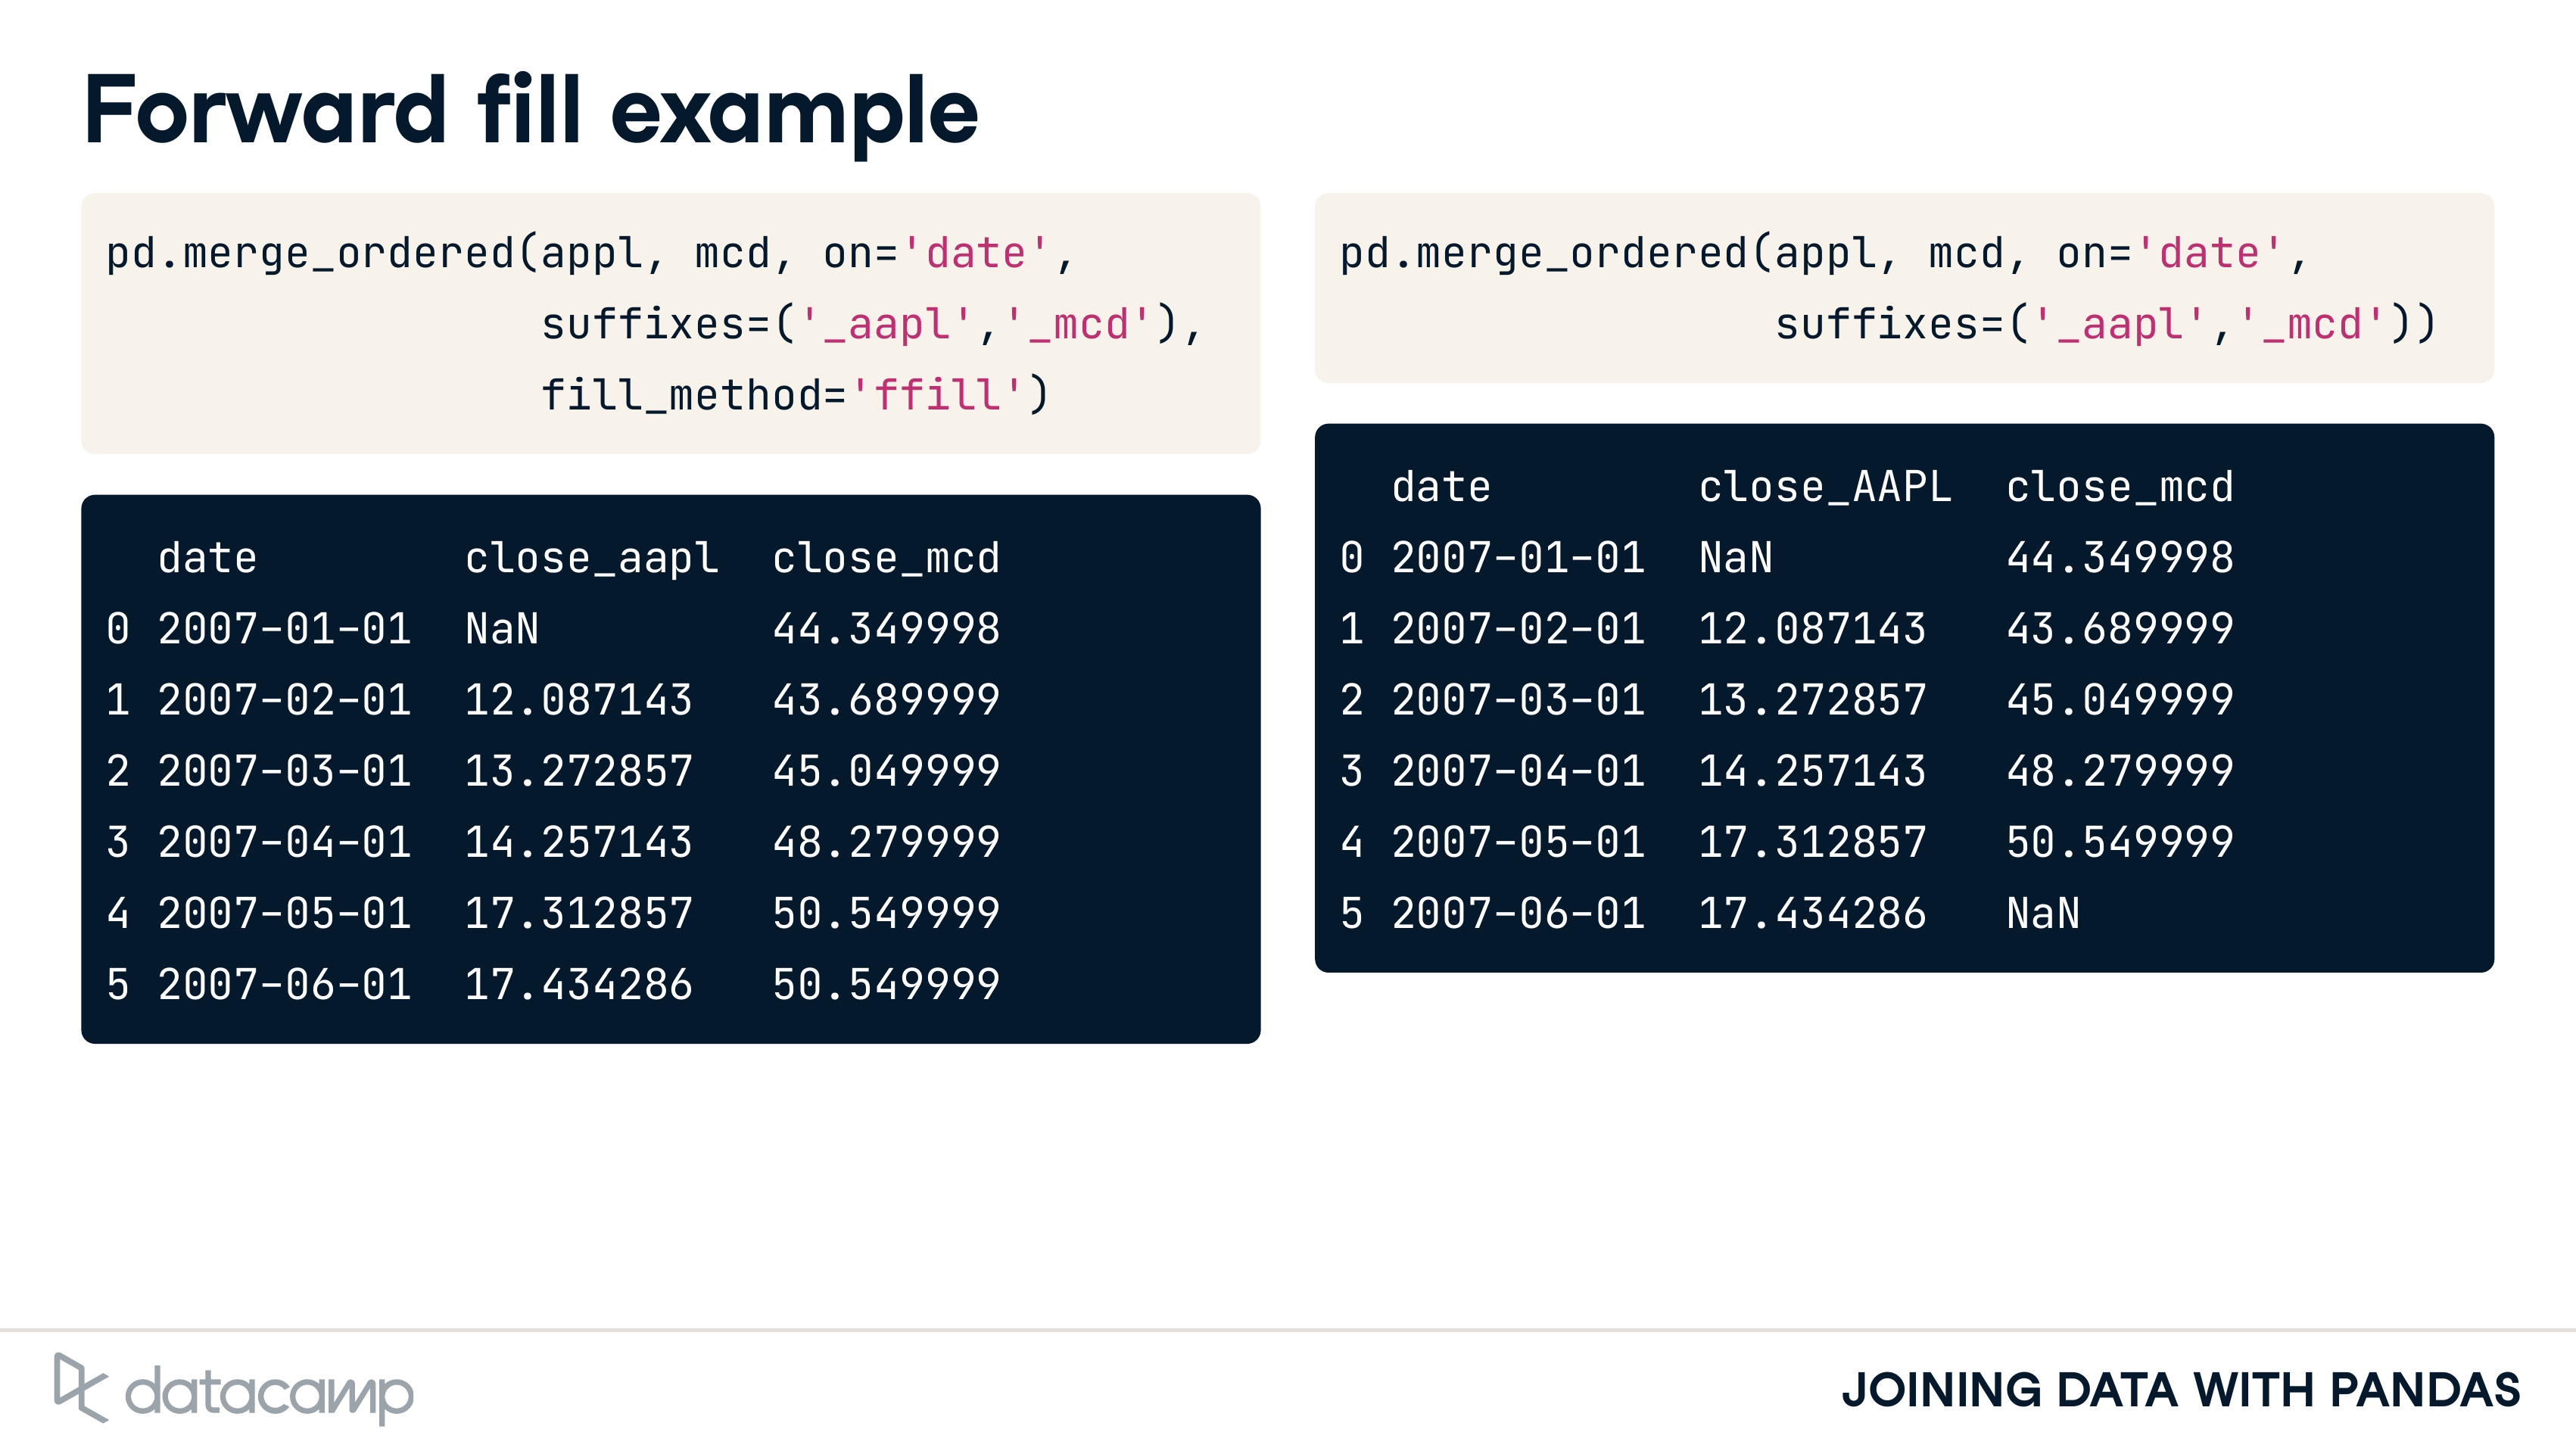 Forward fill example
pd.merge_ordered(appl, mcd, on='date',
suffixes=('_aapl','_mcd'),
fill_method='ffill')
date close_aapl close_mcd
0 2007-01-01 NaN 44.349998
1 2007-02-01 12.087143 43.689999
2 2007-03-01 13.272857 45.049999
3 2007-04-01 14.257143 48.279999
4 2007-05-01 17.312857 50.549999
5 2007-06-01 17.434286 50.549999
pd.merge_ordered(appl, mcd, on='date',
suffixes=('_aapl','_mcd'))
date close_AAPL close_mcd
0 2007-01-01 NaN 44.349998
1 2007-02-01 12.087143 43.689999
2 2007-03-01 13.272857 45.049999
3 2007-04-01 14.257143 48.279999
4 2007-05-01 17.312857 50.549999
5 2007-06-01 17.434286 NaN
datacamp
JOINING DATA WITH PANDAS